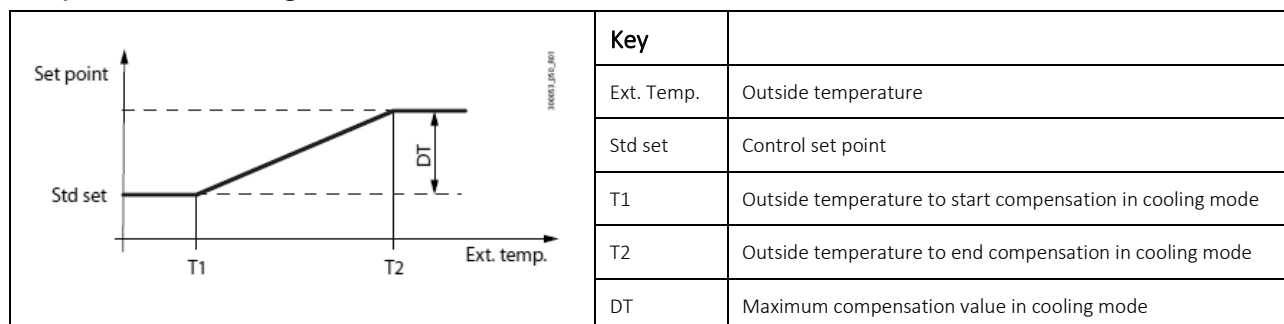 Set point
Std set
DT
T1
T2
Ext. temp.
300053_050_R01
Key
Ext. Temp. Outside temperature
Std set Control set point
T1 Outside temperature to start compensation in cooling mode
T2 Outside temperature to end compensation in cooling mode
DT Maximum compensation value in cooling mode